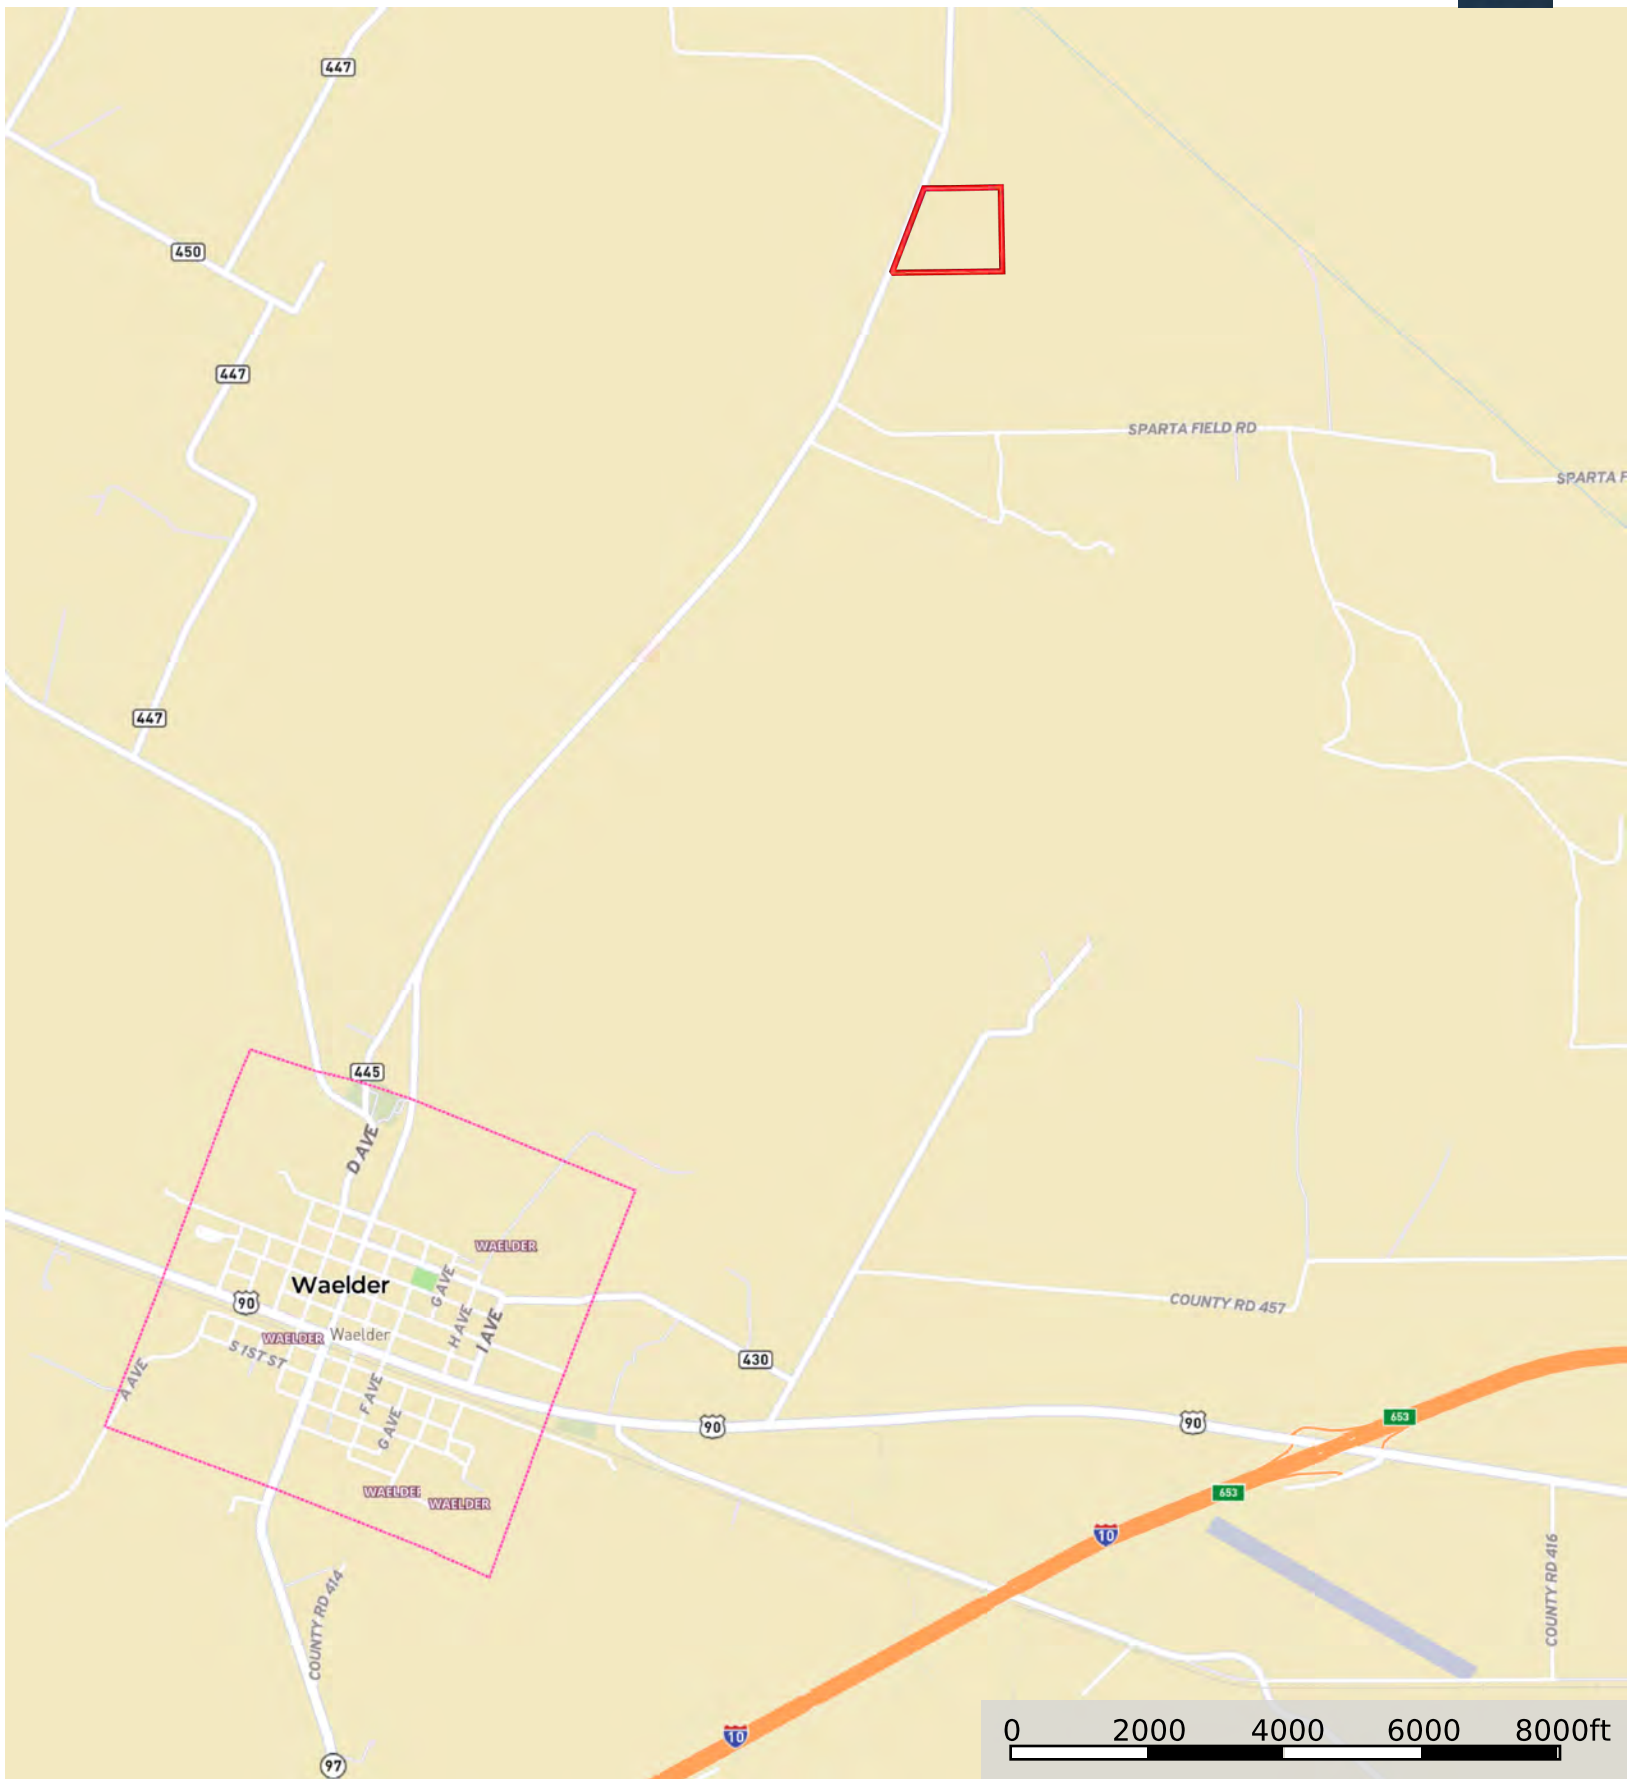 447
450
447
SPARTA FIELD RD
SPARTA F
447
445
D AVE
WAELDER
Waelder
G AVE
90
H AVE
I AVE
COUNTY RD 457
WAELDER
Waelder
S 1ST ST
430
A AVE
F AVE
90
90
653
G AVE
WAELDER
WAELDER
653
10
COUNTY RD 416
COUNTY RD 414
10
97
0 2000 4000 6000 8000ft